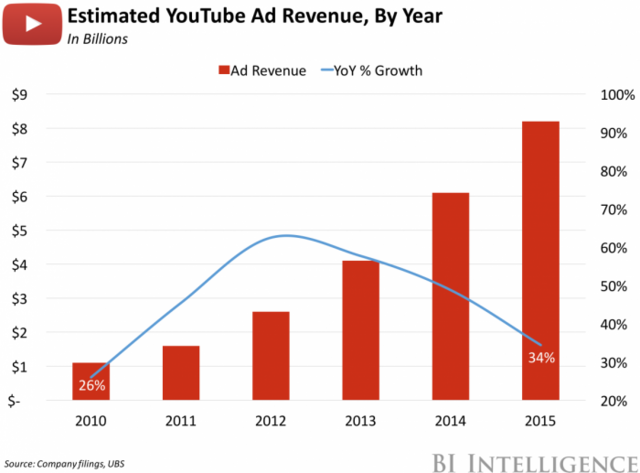 Estimated YouTube Ad Revenue, By Year
In Billions
Ad Revenue YoY % Growth
$9 100%
$8 90%
$7 80%
$6 70%
$5 60%
$4 50%
$3 40%
$2 30%
$1 20%
$-
26%
34%
2010 2011 2012 2013 2014 2015
Source: Company filings, UBS
BI INTELLIGENCE